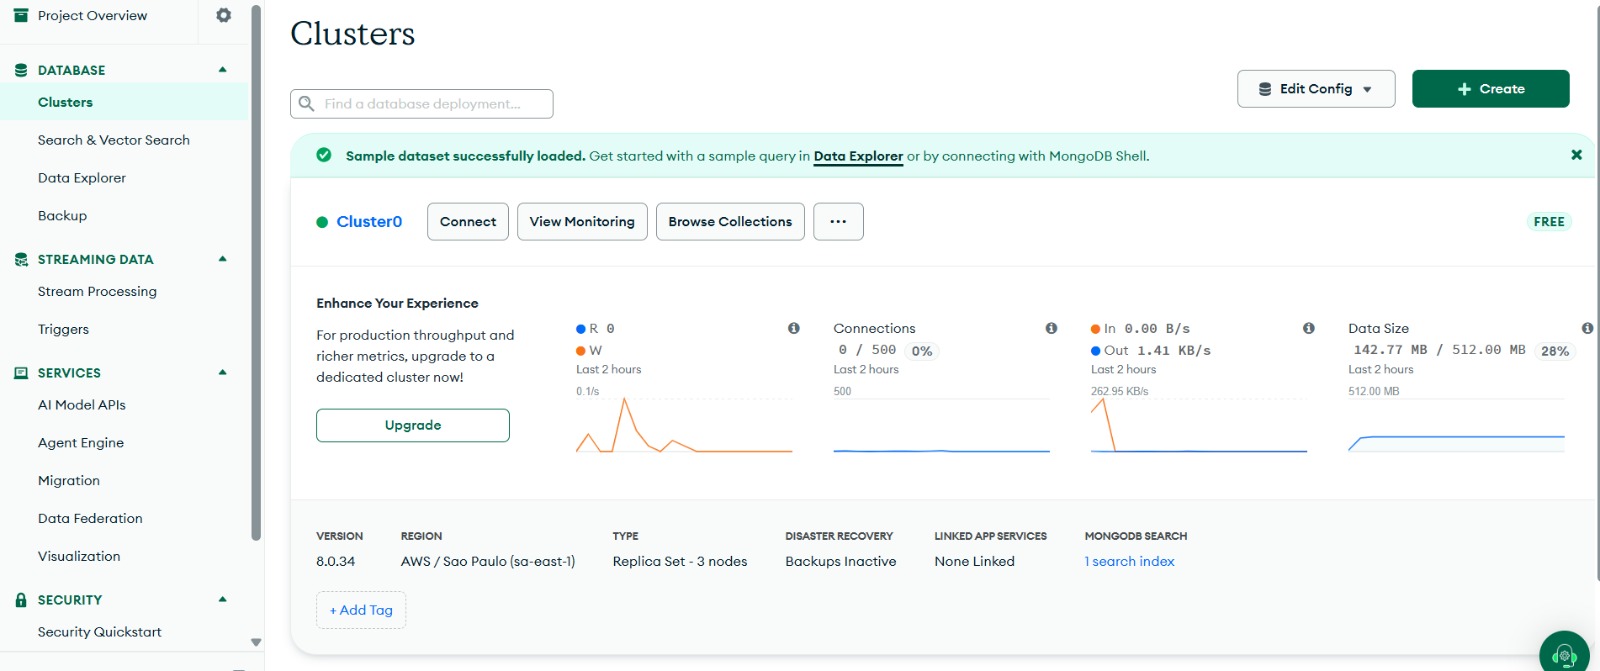 Project Overview
DATABASE
Clusters
Search & Vector Search
Data Explorer
Backup
STREAMING DATA
Stream Processing
Triggers
SERVICES
AI Model APIs
Agent Engine
Migration
Data Federation
Visualization
SECURITY
Security Quickstart
Clusters
Find a database deployment...
Edit Config
+ Create
Sample dataset successfully loaded. Get started with a sample query in Data Explorer or by connecting with MongoDB Shell.
Cluster0
Connect
View Monitoring
Browse Collections
...
FREE
Enhance Your Experience
For production throughput and
richer metrics, upgrade to a
dedicated cluster now!
Upgrade
R 0
W
Last 2 hours
0.1/s
Connections
0 / 500 0%
Last 2 hours
500
In 0.00 B/s
Out 1.41 KB/s
Last 2 hours
262.95 KB/s
Data Size
142.77 MB / 512.00 MB 28%
Last 2 hours
512.00 MB
VERSION
8.0.34
REGION
AWS / Sao Paulo (sa-east-1)
TYPE
Replica Set - 3 nodes
DISASTER RECOVERY
Backups Inactive
LINKED APP SERVICES
None Linked
MONGODB SEARCH
1 search index
+ Add Tag